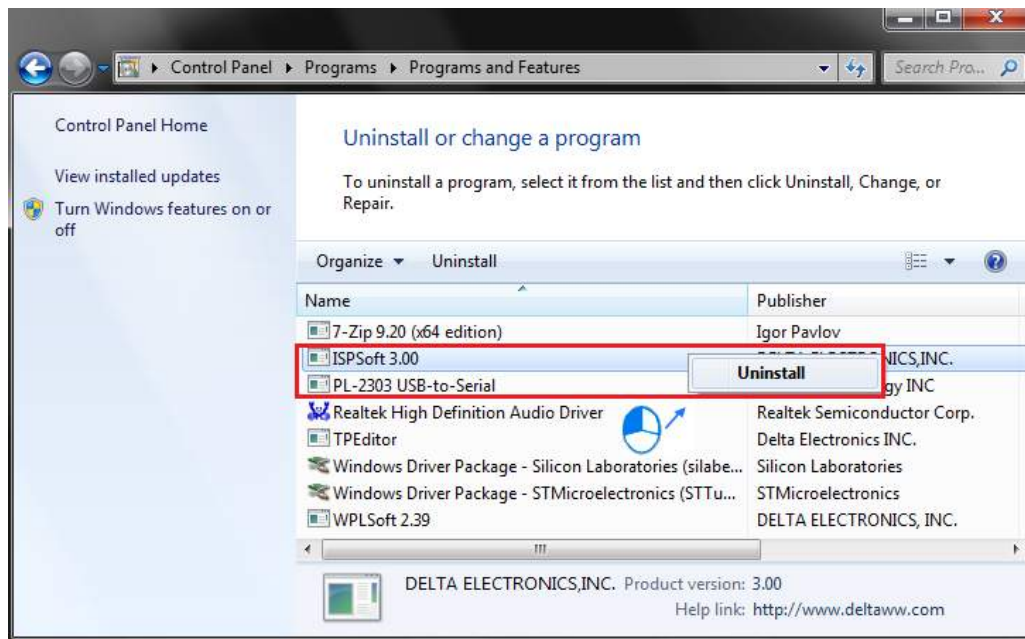 Control Panel ▸ Programs ▸ Programs and Features
Search Pro...
Control Panel Home
View installed updates
Turn Windows features on or
off
Uninstall or change a program
To uninstall a program, select it from the list and then click Uninstall, Change, or
Repair.
Organize Uninstall
Name Publisher
7-Zip 9.20 (x64 edition) Igor Pavlov
ISPSoft 3.00 NICS,INC.
Uninstall
PL-2303 USB-to-Serial gy INC
Realtek High Definition Audio Driver Realtek Semiconductor Corp.
TPEditor Delta Electronics INC.
Windows Driver Package - Silicon Laboratories (silabe... Silicon Laboratories
Windows Driver Package - STMicroelectronics (STTu... STMicroelectronics
WPLSoft 2.39 DELTA ELECTRONICS, INC.
DELTA ELECTRONICS,INC. Product version: 3.00
Help link: http://www.deltaww.com